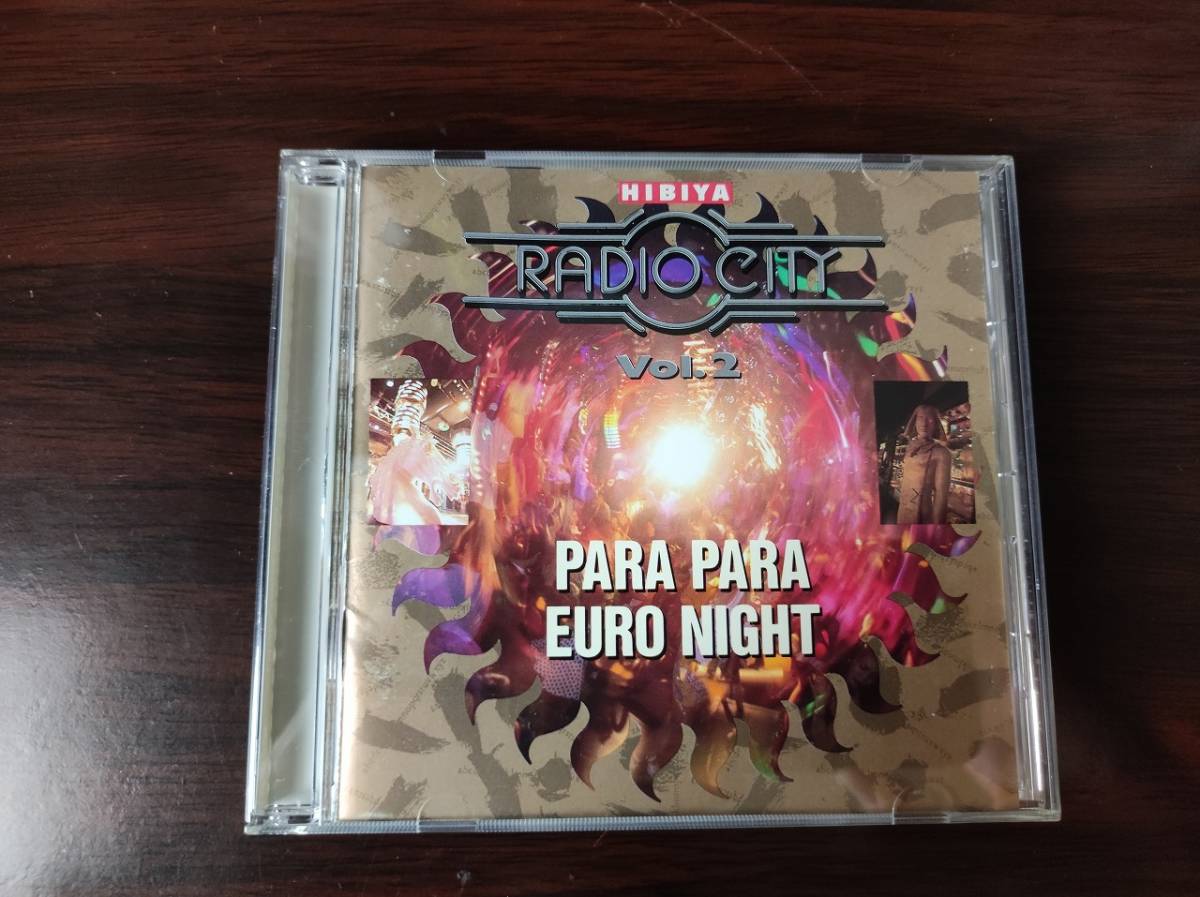 HIBIYA
RADIO CITY
Vol. 2
PARA PARA
EURO NIGHT